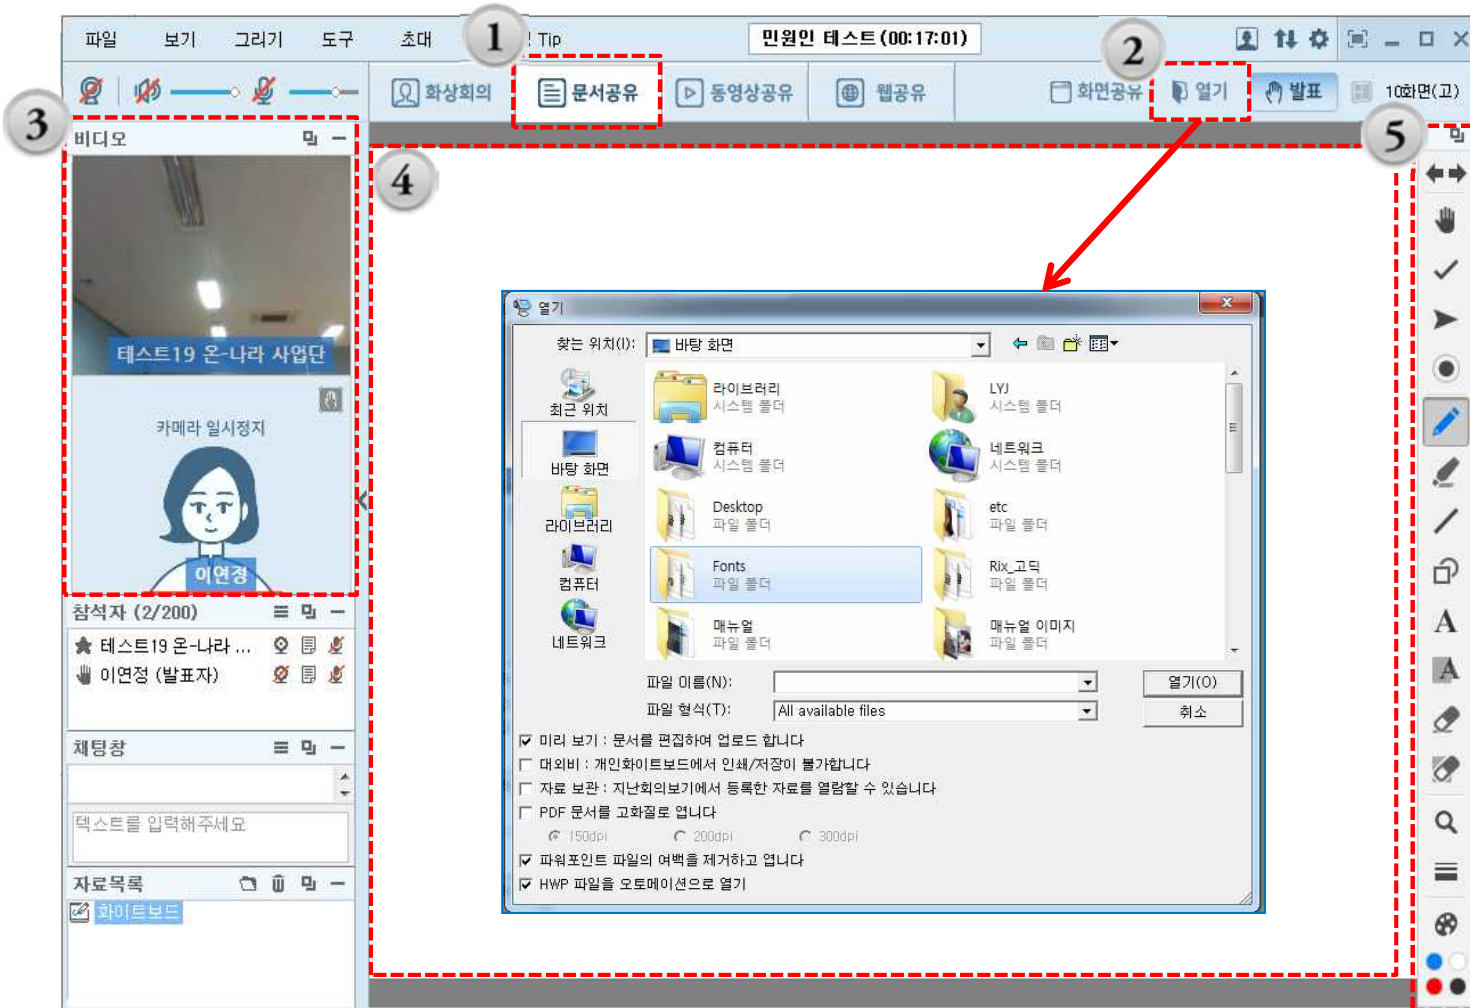 파일 보기 그리기 도구 초대 1 ! Tip 민원인 테스트(00:17:01) 2
화상회의 문서공유 동영상공유 웹공유 화면공유 열기 발표 10화면(고)
3
비디오
테스트19 온-나라 사업단
카메라 일시정지
이연정
참석자 (2/200)
테스트19 온-나라 ...
이연정 (발표자)
채팅창
텍스트를 입력해주세요
자료목록
화이트보드
4
열기
찾는 위치(I): 바탕 화면
최근 위치
바탕 화면
라이브러리
컴퓨터
네트워크
라이브러리
시스템 폴더
LYJ
시스템 폴더
컴퓨터
시스템 폴더
네트워크
시스템 폴더
Desktop
파일 폴더
etc
파일 폴더
Fonts
파일 폴더
Rix_고딕
파일 폴더
매뉴얼
파일 폴더
매뉴얼 이미지
파일 폴더
파일 이름(N): 열기(O)
파일 형식(T): All available files 취소
미리 보기 : 문서를 편집하여 업로드 합니다
대외비 : 개인화이트보드에서 인쇄/저장이 불가합니다
자료 보관 : 지난회의보기에서 등록한 자료를 열람할 수 있습니다
PDF 문서를 고화질로 엽니다
150dpi 200dpi 300dpi
파워포인트 파일의 여백을 제거하고 엽니다
HWP 파일을 오토메이션으로 열기
5
A
A